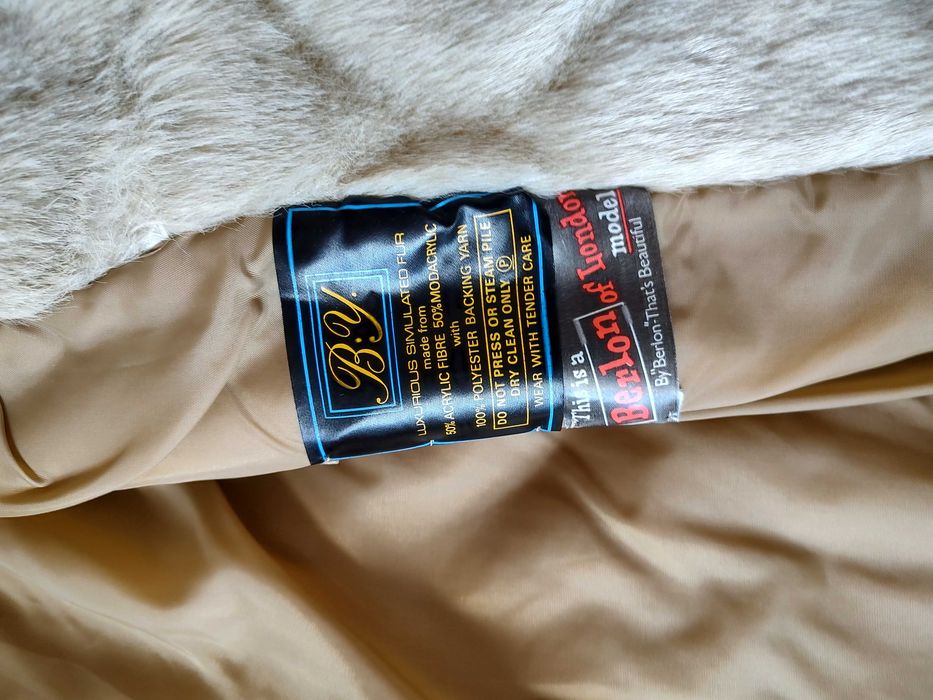 B.Y.
LUXURIOUS SIMULATED FUR
made from
50% ACRYLIC FIBRE 50% MODACRYLIC
with
100% POLYESTER BACKING YARN
DO NOT PRESS OR STEAM PILE
DRY CLEAN ONLY P
WEAR WITH TENDER CARE
This is a
Berlon of London
model
By "Berlon"-That's Beautiful